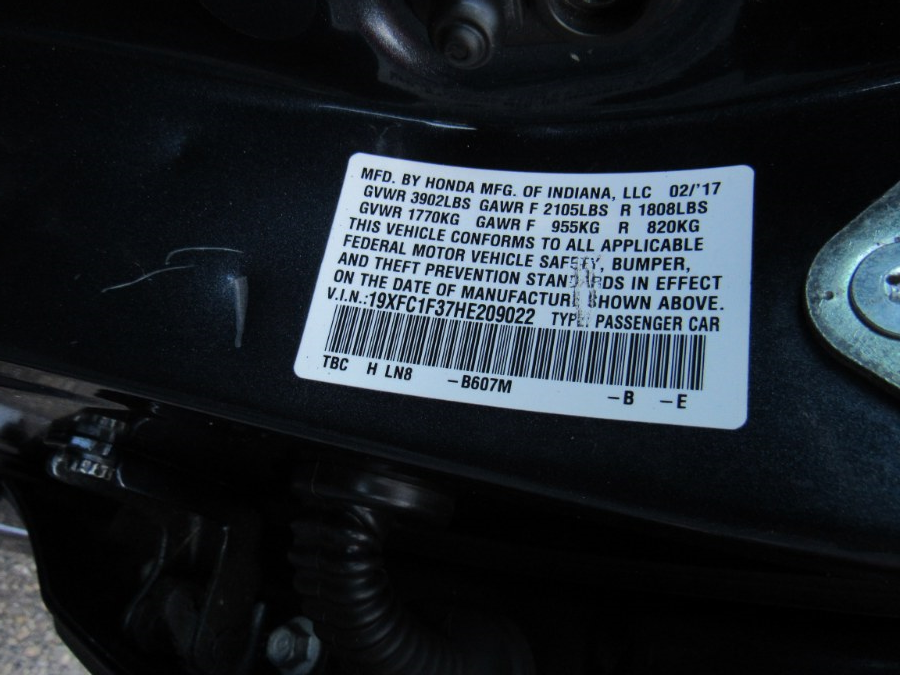 MFD. BY HONDA MFG. OF INDIANA, LLC 02/'17
GVWR 3902LBS GAWR F 2105LBS R 1808LBS
GVWR 1770KG GAWR F 955KG R 820KG
THIS VEHICLE CONFORMS TO ALL APPLICABLE
FEDERAL MOTOR VEHICLE SAFETY, BUMPER,
AND THEFT PREVENTION STANDARDS IN EFFECT
ON THE DATE OF MANUFACTURE SHOWN ABOVE.
V.I.N.:19XFC1F37HE209022 TYPE: PASSENGER CAR
TBC H LN8 –B607M –B –E